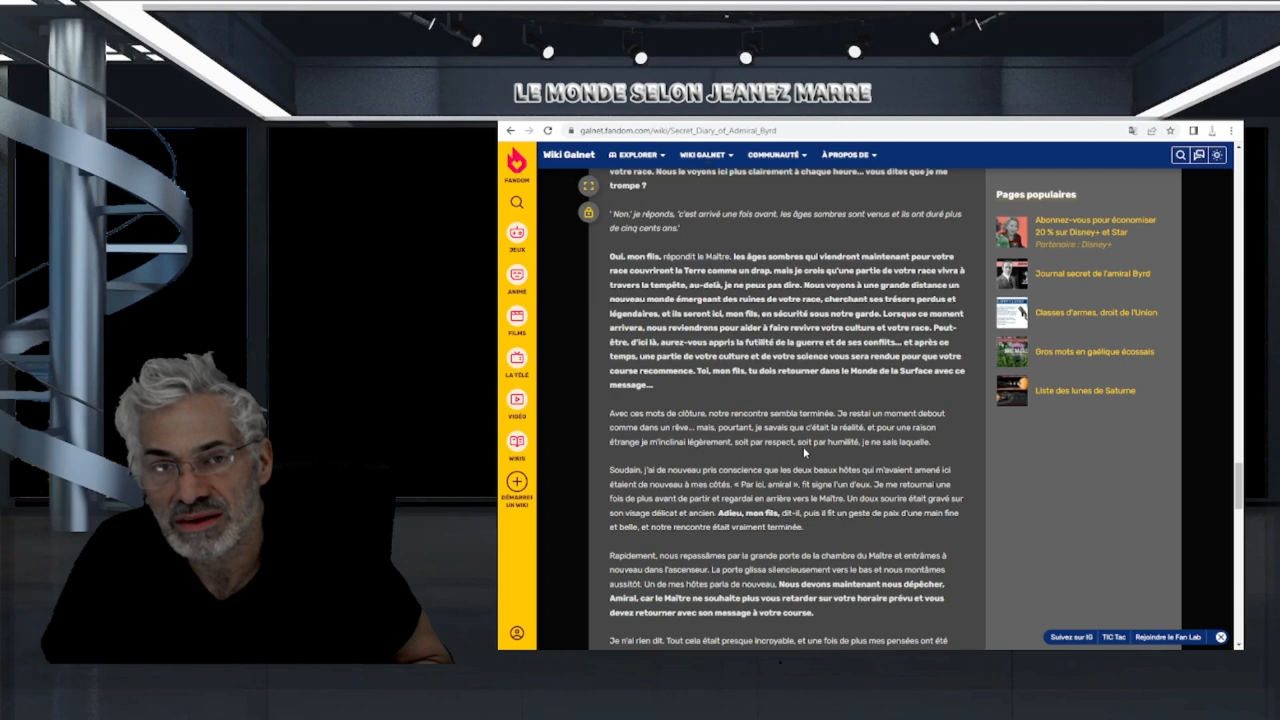 LE MONDE SELON JEANEZ MARRE
galnet.fandom.com/wiki/Secret_Diary_of_Admiral_Byrd
FANDOM
JEUX
ANIMÉ
FILMS
LA TÉLÉ
VIDÉO
WIKIS
DÉMARRER
UN WIKI
Wiki Galnet
EXPLORER
WIKI GALNET
COMMUNAUTÉ
À PROPOS DE
votre race. Nous le voyons ici plus clairement à chaque heure... vous dites que je me
trompe ?
' Non,' je réponds, 'c'est arrivé une fois avant, les âges sombres sont venus et ils ont duré plus
de cinq cents ans.'
Oui, mon fils, répondit le Maître, les âges sombres qui viendront maintenant pour votre
race couvriront la Terre comme un drap, mais je crois qu'une partie de votre race vivra à
travers la tempête, au-delà, je ne peux pas dire. Nous voyons à une grande distance un
nouveau monde émergeant des ruines de votre race, cherchant ses trésors perdus et
légendaires, et ils seront ici, mon fils, en sécurité sous notre garde. Lorsque ce moment
arrivera, nous reviendrons pour aider à faire revivre votre culture et votre race. Peut-
être, d'ici là, aurez-vous appris la futilité de la guerre et de ses conflits... et après ce
temps, une partie de votre culture et de votre science vous sera rendue pour que votre
course recommence. Toi, mon fils, tu dois retourner dans le Monde de la Surface avec ce
message...
Avec ces mots de clôture, notre rencontre sembla terminée. Je restai un moment debout
comme dans un rêve... mais, pourtant, je savais que c'était la réalité, et pour une raison
étrange je m'inclinai légèrement, soit par respect, soit par humilité, je ne sais laquelle.
Soudain, j'ai de nouveau pris conscience que les deux beaux hôtes qui m'avaient amené ici
étaient de nouveau à mes côtés. « Par ici, amiral », fit signe l'un d'eux. Je me retournai une
fois de plus avant de partir et regardai en arrière vers le Maître. Un doux sourire était gravé sur
son visage délicat et ancien. Adieu, mon fils, dit-il, puis il fit un geste de paix d'une main fine
et belle, et notre rencontre était vraiment terminée.
Rapidement, nous repassâmes par la grande porte de la chambre du Maître et entrâmes à
nouveau dans l'ascenseur. La porte glissa silencieusement vers le bas et nous montâmes
aussitôt. Un de mes hôtes parla de nouveau, Nous devons maintenant nous dépêcher,
Amiral, car le Maître ne souhaite plus vous retarder sur votre horaire prévu et vous
devez retourner avec son message à votre course.
Je n'ai rien dit. Tout cela était presque incroyable, et une fois de plus mes pensées ont été
Pages populaires
Abonnez-vous pour économiser
20 % sur Disney+ et Star
Partenaire : Disney+
Journal secret de l'amiral Byrd
Classes d'armes, droit de l'Union
Gros mots en gaélique écossais
Liste des lunes de Saturne
Suivez sur IG
TIC Tac
Rejoindre le Fan Lab